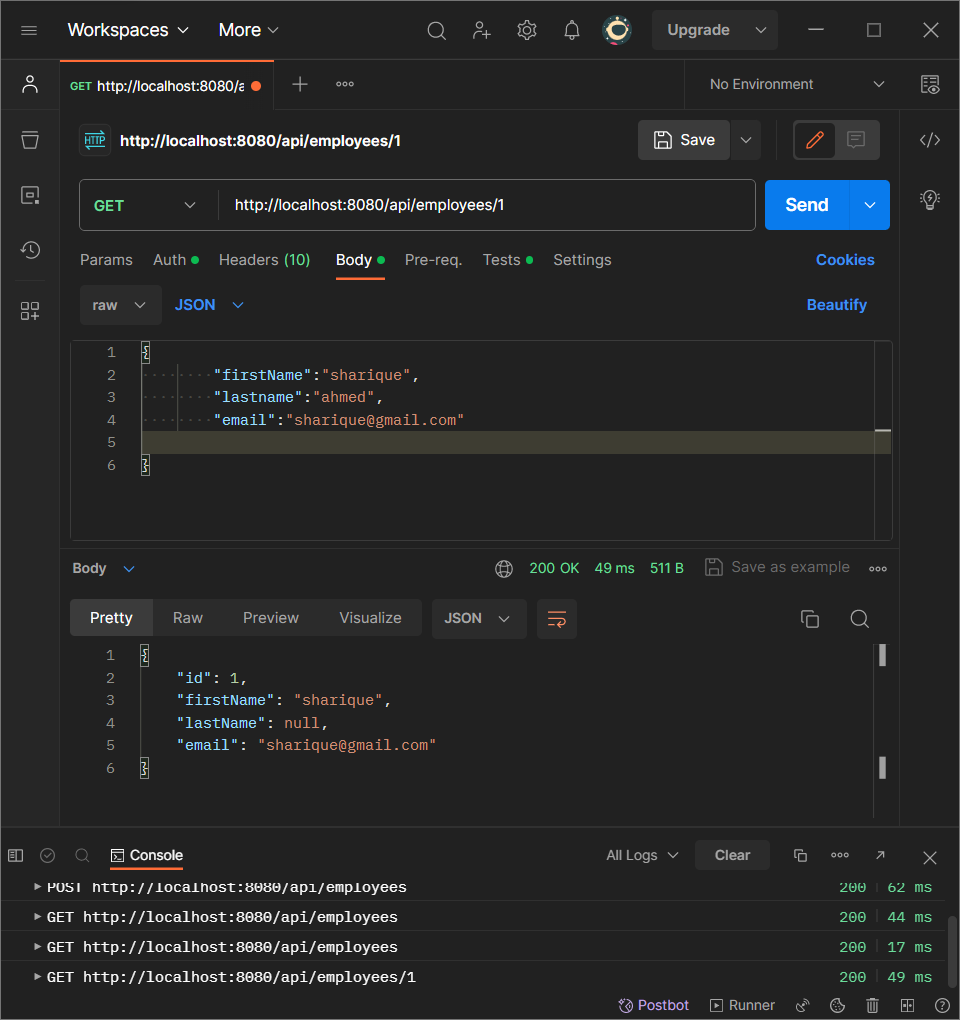 Workspaces More Upgrade
GET http://localhost:8080/a No Environment
HTTP http://localhost:8080/api/employees/1 Save
GET http://localhost:8080/api/employees/1 Send
Params Auth Headers (10) Body Pre-req. Tests Settings Cookies
raw JSON Beautify
1 {
2 "firstName":"sharique",
3 "lastname":"ahmed",
4 "email":"sharique@gmail.com"
5
6 }
Body 200 OK 49 ms 511 B Save as example
Pretty Raw Preview Visualize JSON
1 {
2 "id": 1,
3 "firstName": "sharique",
4 "lastName": null,
5 "email": "sharique@gmail.com"
6 }
Console All Logs Clear
POST http://localhost:8080/api/employees 200 62 ms
GET http://localhost:8080/api/employees 200 44 ms
GET http://localhost:8080/api/employees 200 17 ms
GET http://localhost:8080/api/employees/1 200 49 ms
Postbot Runner